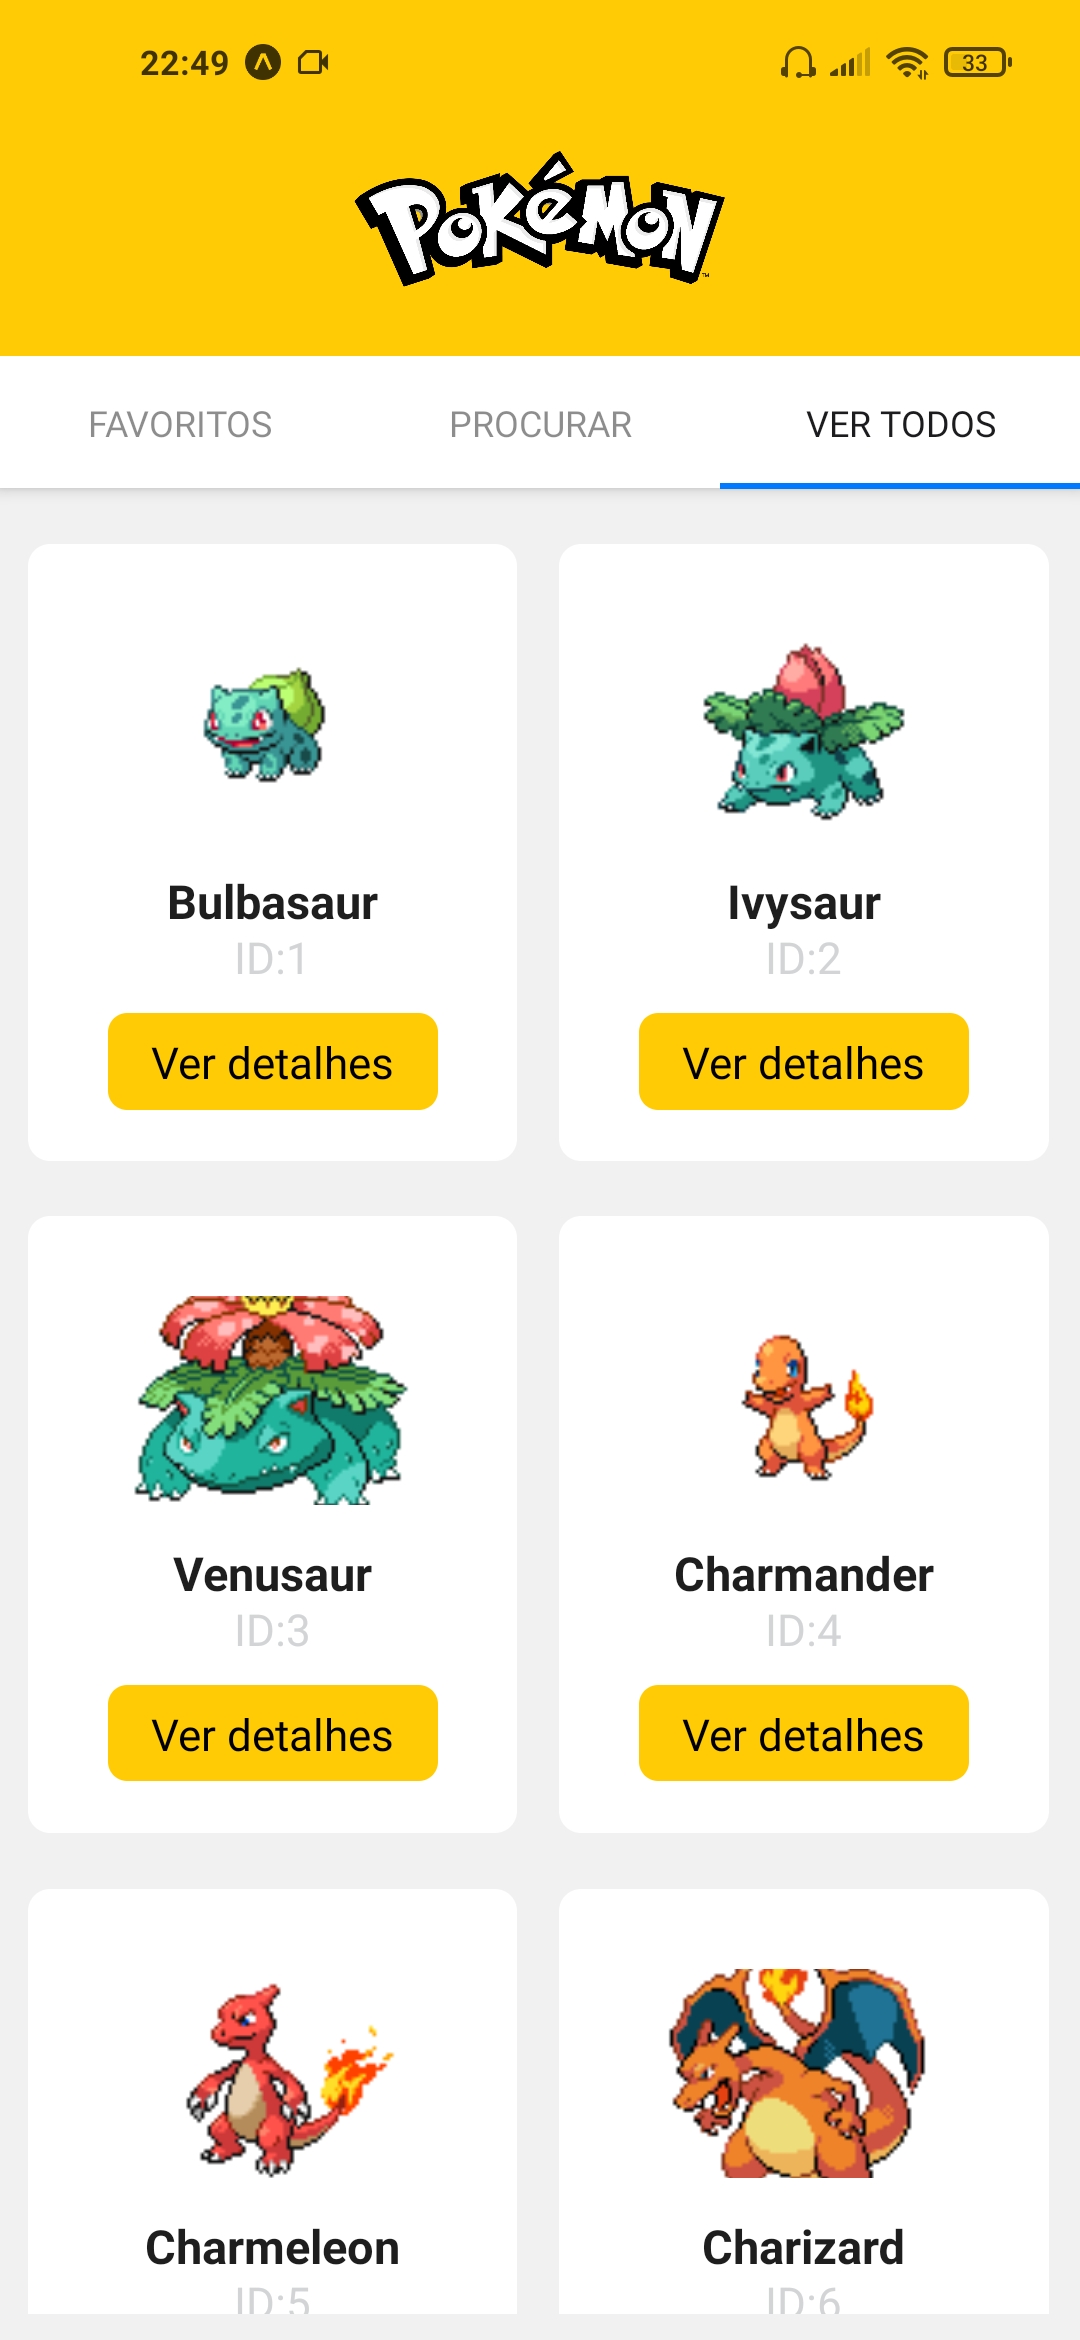 22:49 33
POKéMON
TM
FAVORITOS PROCURAR VER TODOS
Bulbasaur Ivysaur
ID:1 ID:2
Ver detalhes Ver detalhes
Venusaur Charmander
ID:3 ID:4
Ver detalhes Ver detalhes
Charmeleon Charizard
ID:5 ID:6